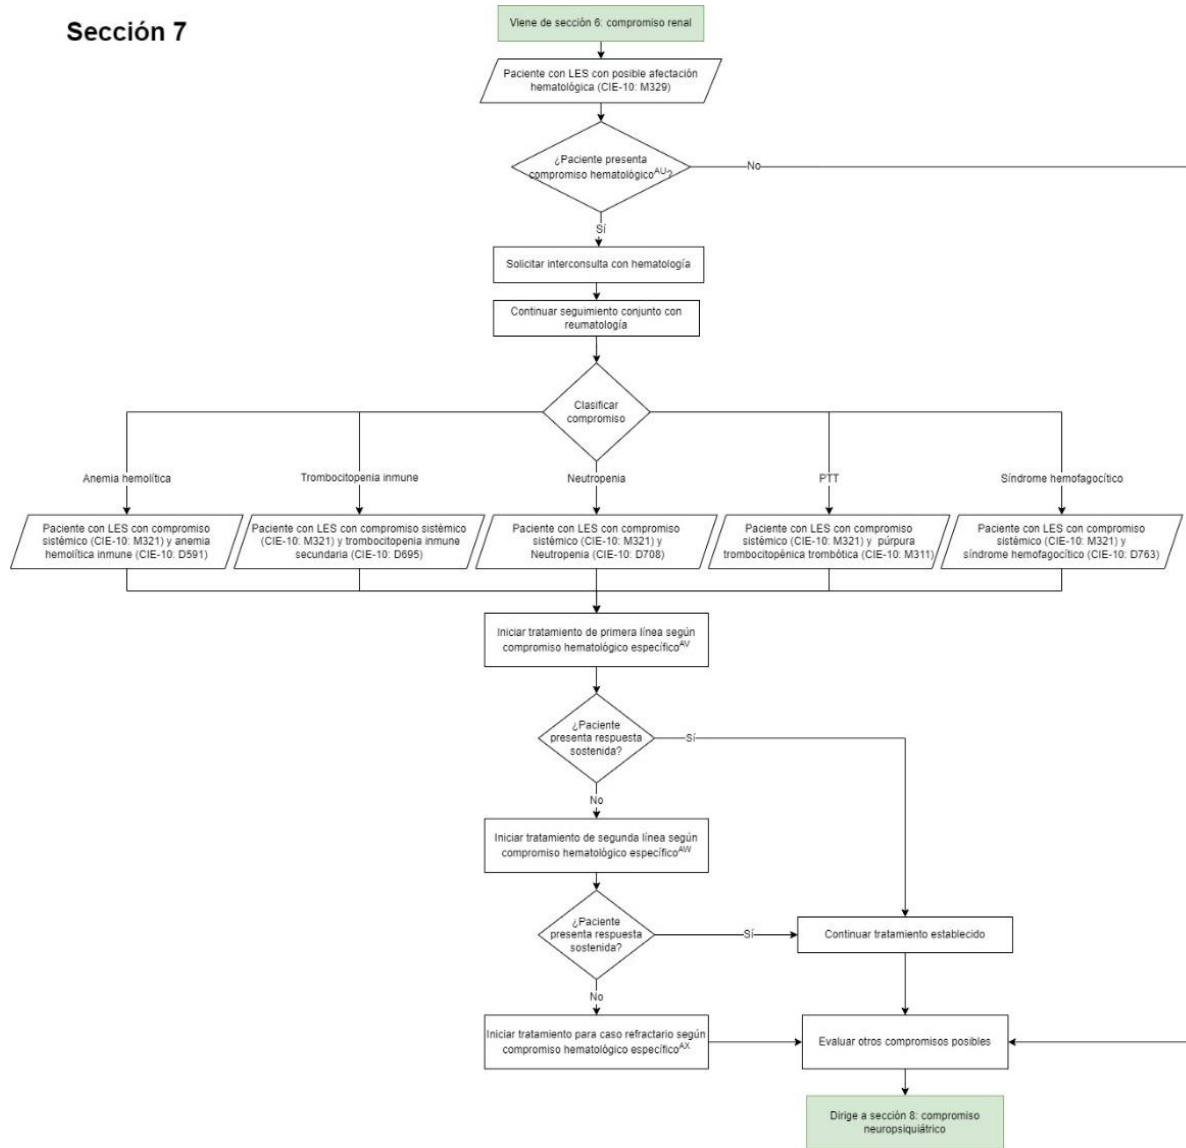 Sección 7
Viene de sección 6: compromiso renal
Paciente con LES con posible afectación
hematológica (CIE-10: M329)
¿Paciente presenta
compromiso hematológicoAU?
No
Sí
Solicitar interconsulta con hematología
Continuar seguimiento conjunto con
reumatología
Clasificar
compromiso
Anemia hemolítica
Trombocitopenia inmune
Neutropenia
PTT
Síndrome hemofagocítico
Paciente con LES con compromiso
sistémico (CIE-10: M321) y anemia
hemolítica inmune (CIE-10: D591)
Paciente con LES con compromiso sistémico
(CIE-10: M321) y trombocitopenia inmune
secundaria (CIE-10: D695)
Paciente con LES con compromiso
sistémico (CIE-10: M321) y
Neutropenia (CIE-10: D708)
Paciente con LES con compromiso
sistémico (CIE-10: M321) y púrpura
trombocitopénica trombótica (CIE-10: M311)
Paciente con LES con compromiso
sistémico (CIE-10: M321) y
síndrome hemofagocítico (CIE-10: D763)
Iniciar tratamiento de primera línea según
compromiso hematológico específicoAV
¿Paciente
presenta respuesta
sostenida?
Sí
No
Iniciar tratamiento de segunda línea según
compromiso hematológico específicoAW
¿Paciente
presenta respuesta
sostenida?
Sí
Continuar tratamiento establecido
No
Iniciar tratamiento para caso refractario según
compromiso hematológico específicoAX
Evaluar otros compromisos posibles
Dirige a sección 8: compromiso
neuropsiquiátrico